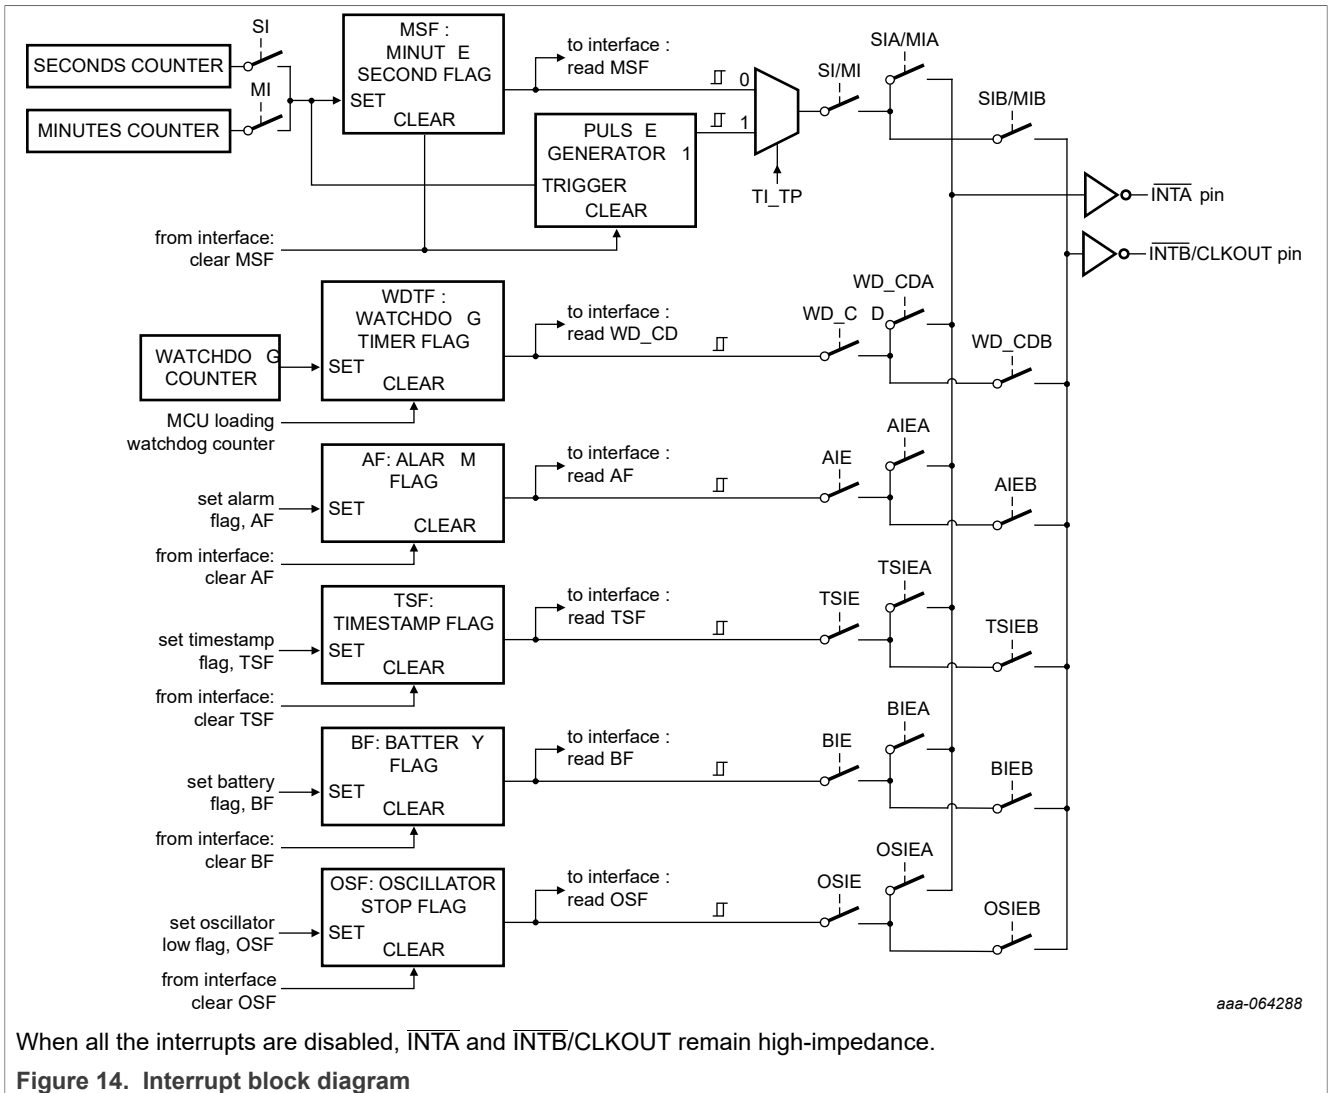 SI
SECONDS COUNTER
MI
MINUTES COUNTER
MSF :
MINUT E
SECOND FLAG
SET
CLEAR
to interface :
read MSF
0
1
PULS E
GENERATOR 1
TRIGGER
CLEAR
TI_TP
SI/MI
SIA/MIA
SIB/MIB
INTA pin
INTB/CLKOUT pin
from interface:
clear MSF
WDTF :
WATCHDO G
TIMER FLAG
SET
CLEAR
WATCHDO G
COUNTER
MCU loading
watchdog counter
to interface :
read WD_CD
WD_C D
WD_CDA
WD_CDB
AF: ALAR M
FLAG
SET
CLEAR
set alarm
flag, AF
from interface:
clear AF
to interface :
read AF
AIE
AIEA
AIEB
TSF:
TIMESTAMP FLAG
SET
CLEAR
set timestamp
flag, TSF
from interface:
clear TSF
to interface :
read TSF
TSIE
TSIEA
TSIEB
BF: BATTER Y
FLAG
SET
CLEAR
set battery
flag, BF
from interface:
clear BF
to interface :
read BF
BIE
BIEA
BIEB
OSF: OSCILLATOR
STOP FLAG
SET
CLEAR
set oscillator
low flag, OSF
from interface
clear OSF
to interface :
read OSF
OSIE
OSIEA
OSIEB
aaa-064288
When all the interrupts are disabled, INTA and INTB/CLKOUT remain high-impedance.
Figure 14. Interrupt block diagram